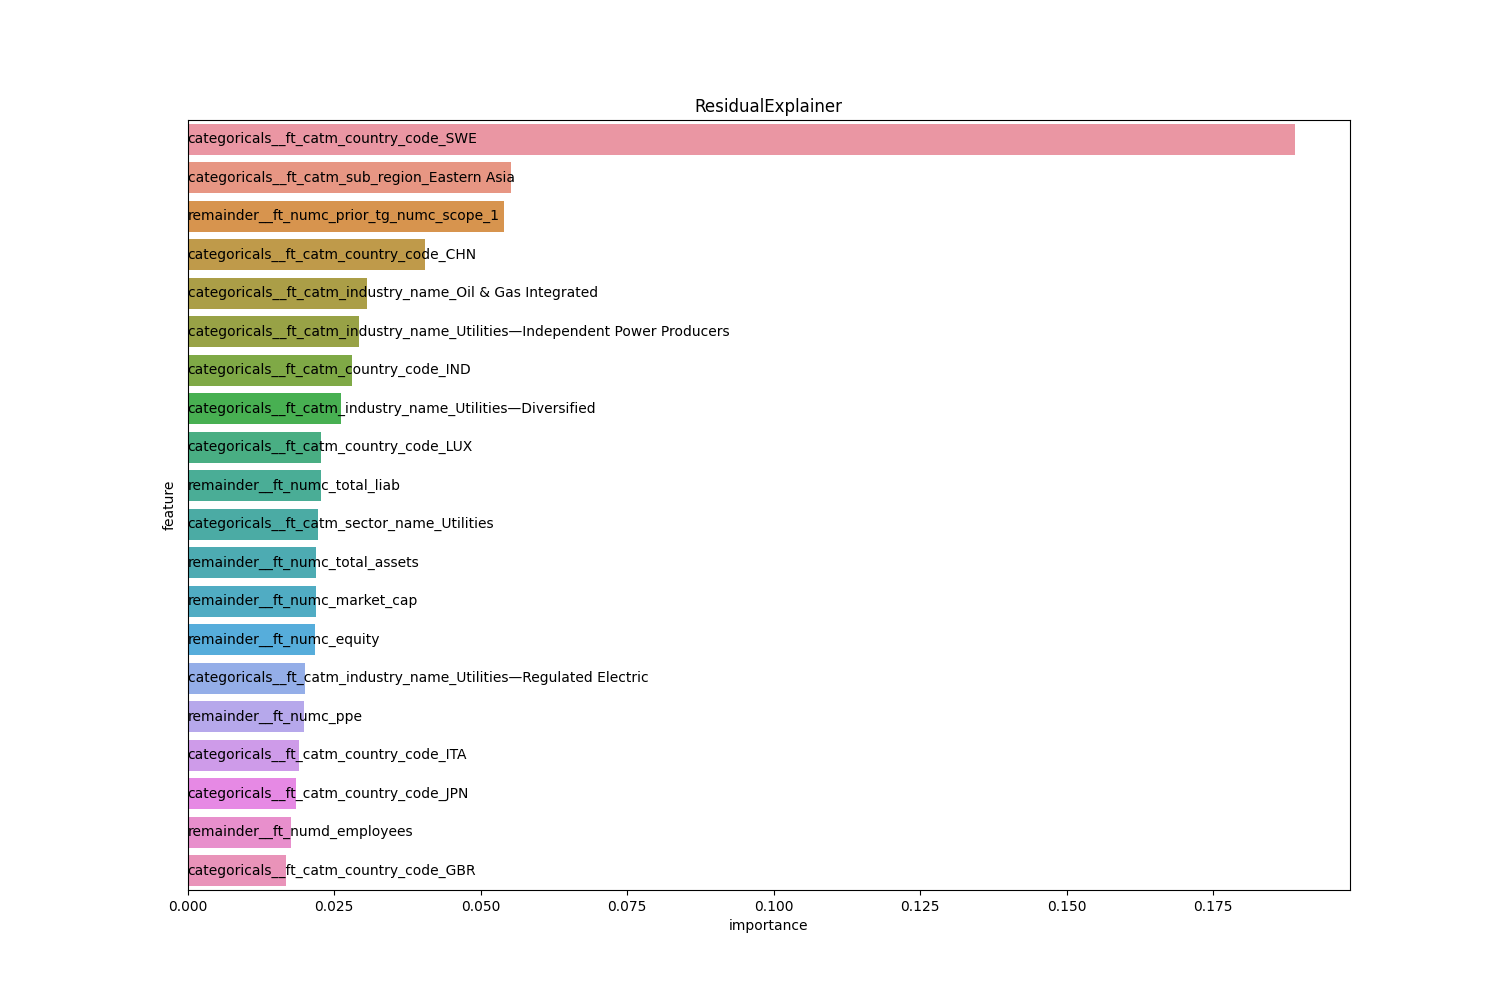 ResidualExplainer
categoricals__ft_catm_country_code_SWE
categoricals__ft_catm_sub_region_Eastern Asia
remainder__ft_numc_prior_tg_numc_scope_1
categoricals__ft_catm_country_code_CHN
categoricals__ft_catm_industry_name_Oil & Gas Integrated
categoricals__ft_catm_industry_name_Utilities—Independent Power Producers
categoricals__ft_catm_country_code_IND
categoricals__ft_catm_industry_name_Utilities—Diversified
categoricals__ft_catm_country_code_LUX
remainder__ft_numc_total_liab
categoricals__ft_catm_sector_name_Utilities
remainder__ft_numc_total_assets
remainder__ft_numc_market_cap
remainder__ft_numc_equity
categoricals__ft_catm_industry_name_Utilities—Regulated Electric
remainder__ft_numc_ppe
categoricals__ft_catm_country_code_ITA
categoricals__ft_catm_country_code_JPN
remainder__ft_numd_employees
categoricals__ft_catm_country_code_GBR
feature
0.000 0.025 0.050 0.075 0.100 0.125 0.150 0.175
importance